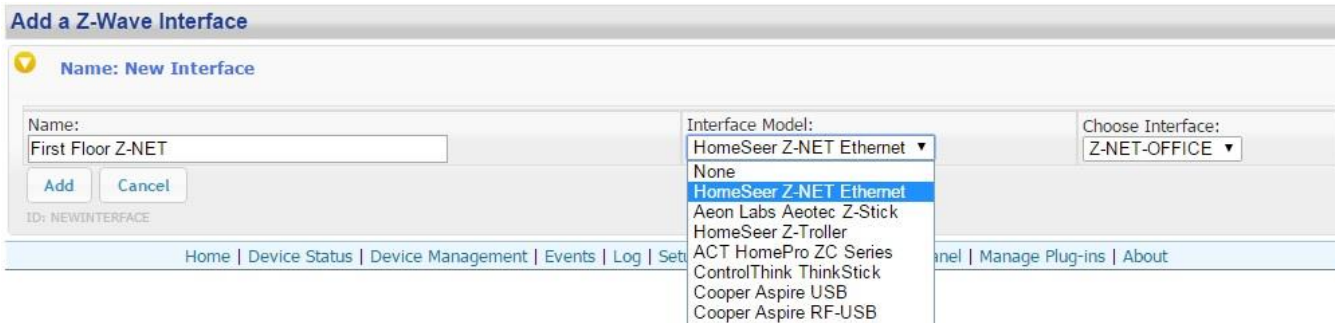 Add a Z-Wave Interface
Name: New Interface
Name:
First Floor Z-NET
Interface Model:
HomeSeer Z-NET Ethernet
Choose Interface:
Z-NET-OFFICE
None
HomeSeer Z-NET Ethernet
Aeon Labs Aeotec Z-Stick
HomeSeer Z-Troller
ACT HomePro ZC Series
ControlThink ThinkStick
Cooper Aspire USB
Cooper Aspire RF-USB
Add Cancel
ID: NEWINTERFACE
Home | Device Status | Device Management | Events | Log | | Manage Plug-ins | About